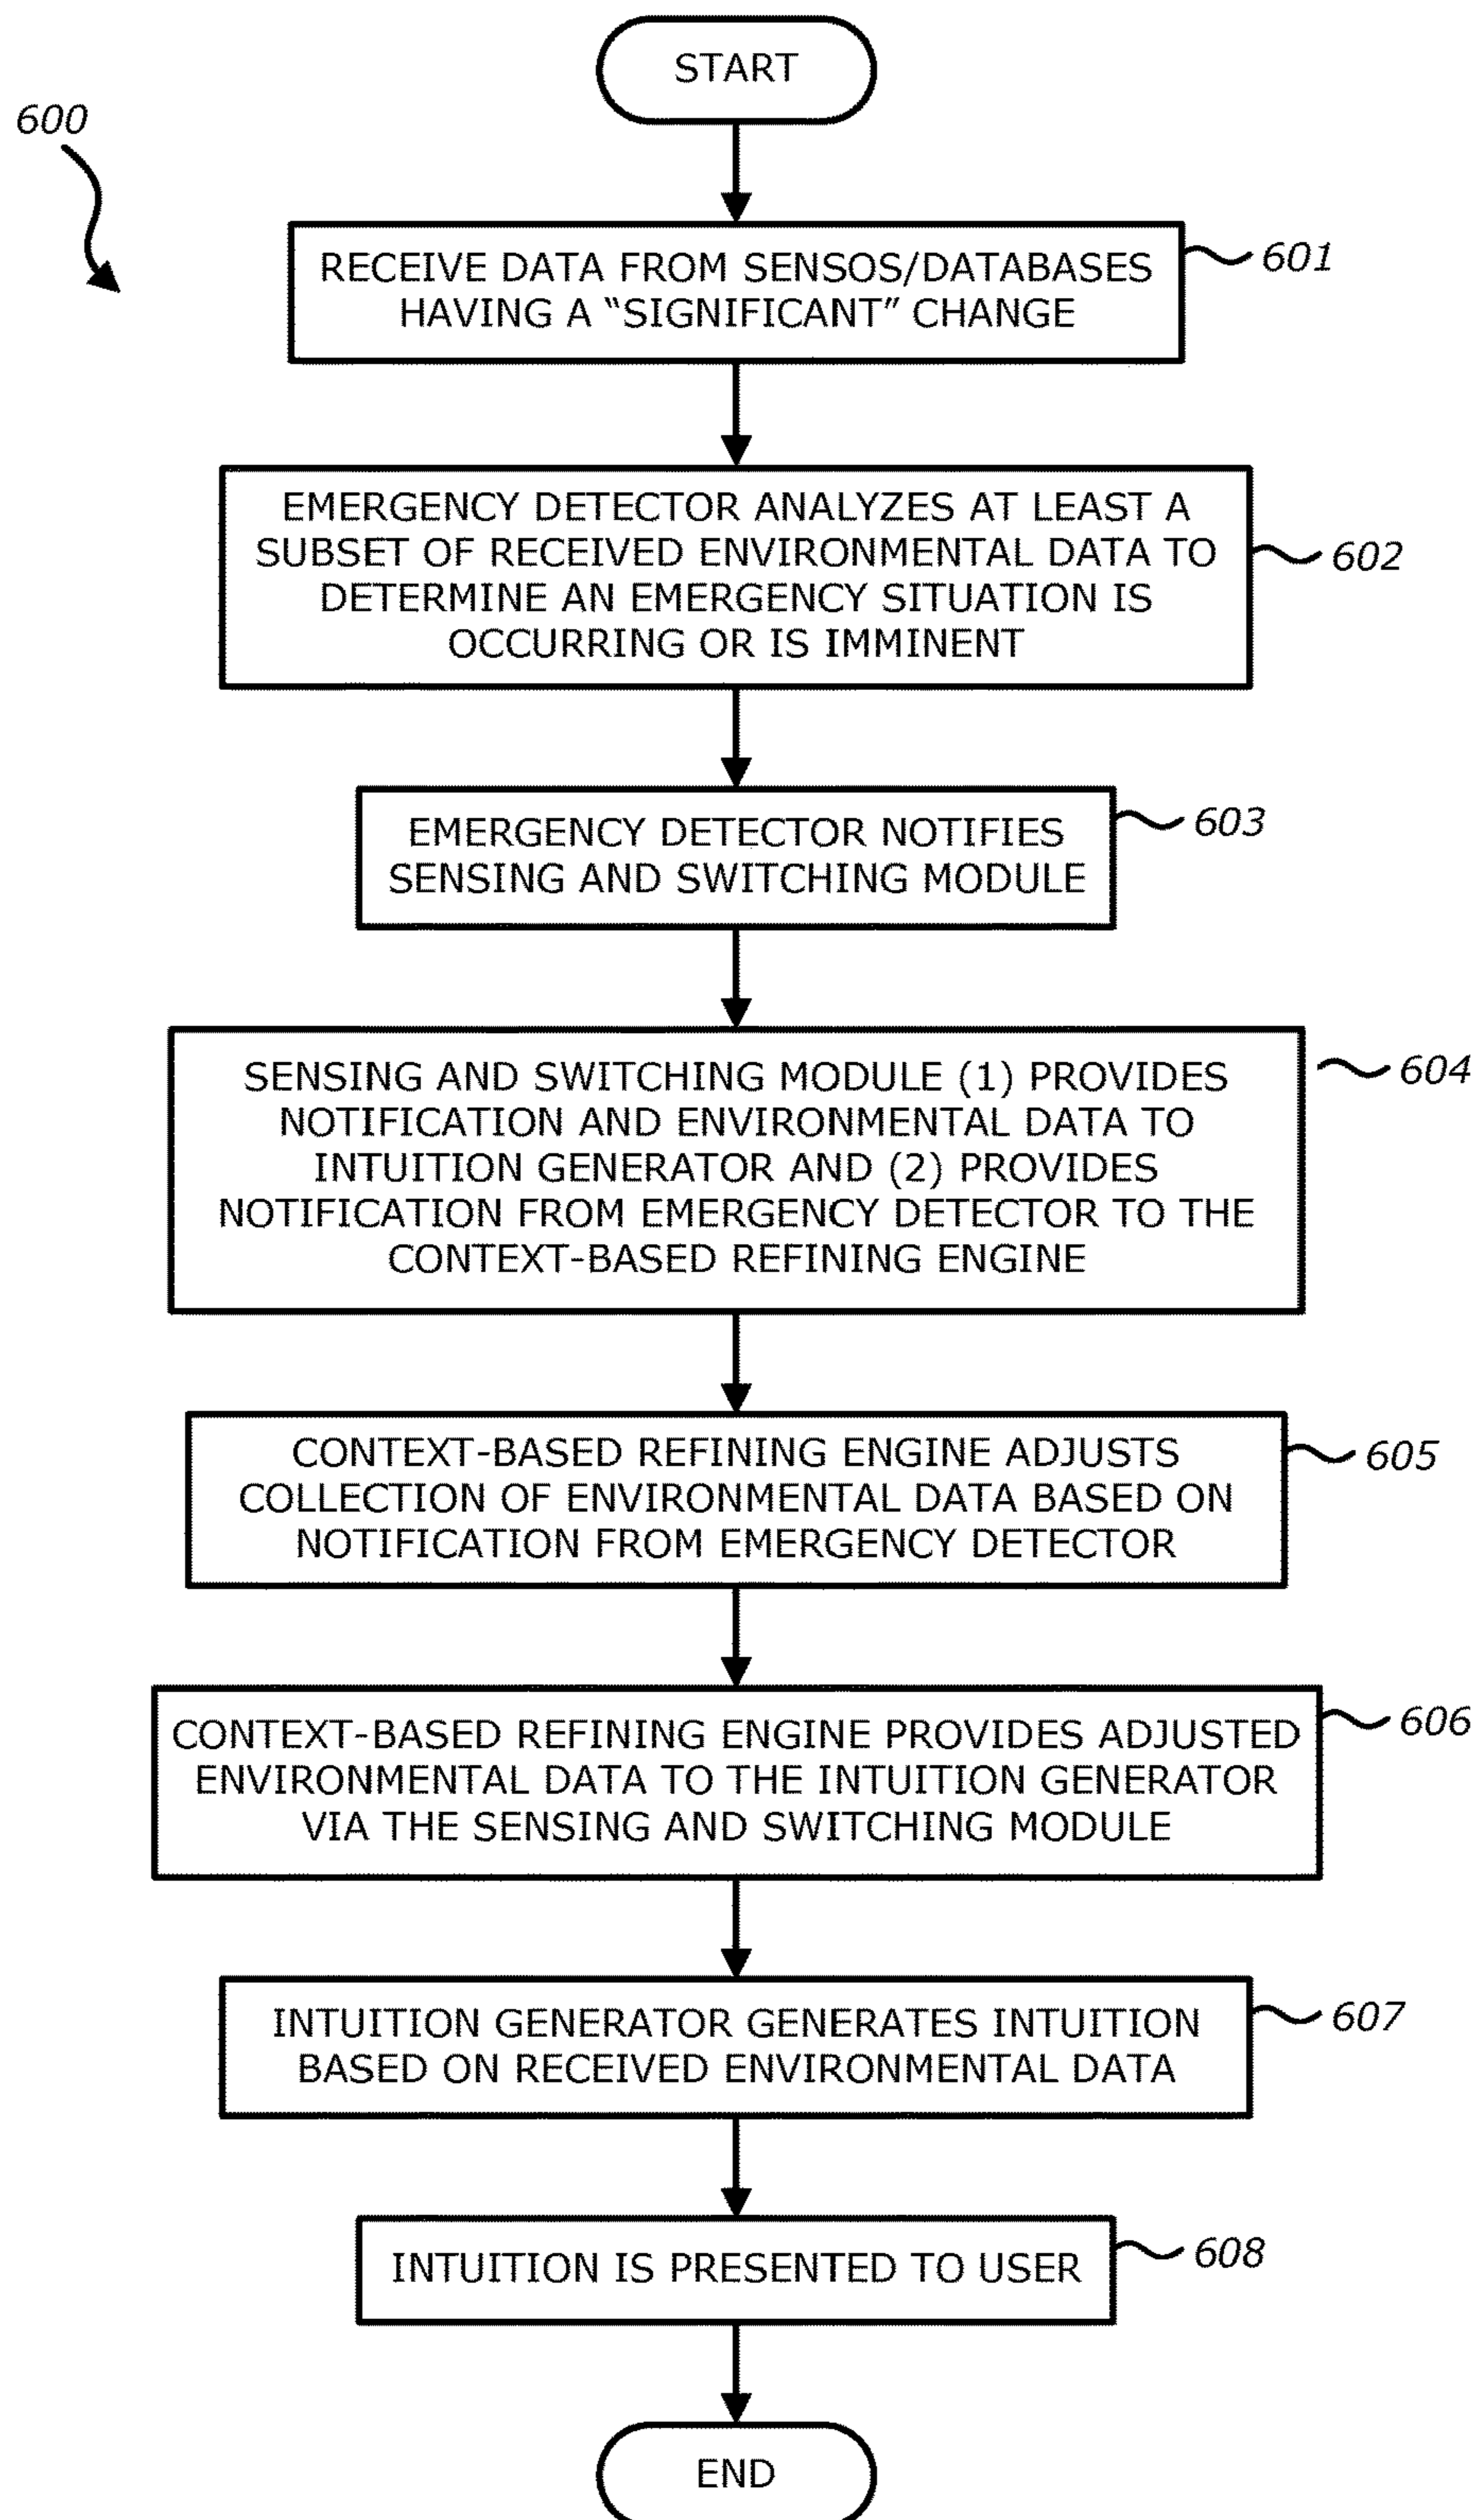 START
600
RECEIVE DATA FROM SENSOS/DATABASES
HAVING A “SIGNIFICANT” CHANGE
601
EMERGENCY DETECTOR ANALYZES AT LEAST A
SUBSET OF RECEIVED ENVIRONMENTAL DATA TO
DETERMINE AN EMERGENCY SITUATION IS
OCCURRING OR IS IMMINENT
602
EMERGENCY DETECTOR NOTIFIES
SENSING AND SWITCHING MODULE
603
SENSING AND SWITCHING MODULE (1) PROVIDES
NOTIFICATION AND ENVIRONMENTAL DATA TO
INTUITION GENERATOR AND (2) PROVIDES
NOTIFICATION FROM EMERGENCY DETECTOR TO THE
CONTEXT-BASED REFINING ENGINE
604
CONTEXT-BASED REFINING ENGINE ADJUSTS
COLLECTION OF ENVIRONMENTAL DATA BASED ON
NOTIFICATION FROM EMERGENCY DETECTOR
605
CONTEXT-BASED REFINING ENGINE PROVIDES ADJUSTED
ENVIRONMENTAL DATA TO THE INTUITION GENERATOR
VIA THE SENSING AND SWITCHING MODULE
606
INTUITION GENERATOR GENERATES INTUITION
BASED ON RECEIVED ENVIRONMENTAL DATA
607
INTUITION IS PRESENTED TO USER
608
END